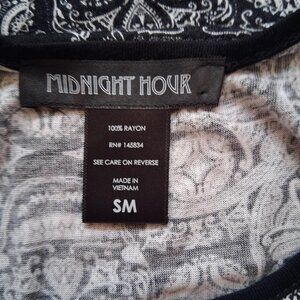 MIDNIGHT HOUR
100% RAYON
RN# 145834
SEE CARE ON REVERSE
MADE IN
VIETNAM
SM